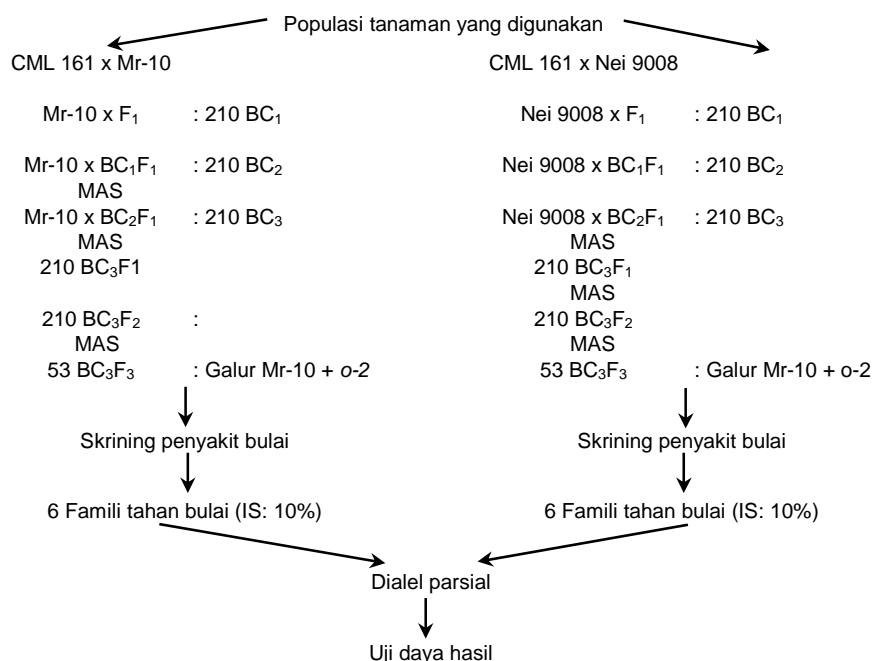 Populasi tanaman yang digunakan
CML 161 x Mr-10
Mr-10 x F₁ : 210 BC₁
Mr-10 x BC₁F₁ : 210 BC₂
MAS
Mr-10 x BC₂F₁ : 210 BC₃
MAS
210 BC₃F1
210 BC₃F₂ :
MAS
53 BC₃F₃ : Galur Mr-10 + o-2
Skrining penyakit bulai
6 Famili tahan bulai (IS: 10%)
CML 161 x Nei 9008
Nei 9008 x F₁ : 210 BC₁
Nei 9008 x BC₁F₁ : 210 BC₂
Nei 9008 x BC₂F₁ : 210 BC₃
MAS
210 BC₃F₁
MAS
210 BC₃F₂
MAS
53 BC₃F₃ : Galur Mr-10 + o-2
Skrining penyakit bulai
6 Famili tahan bulai (IS: 10%)
Dialel parsial
Uji daya hasil